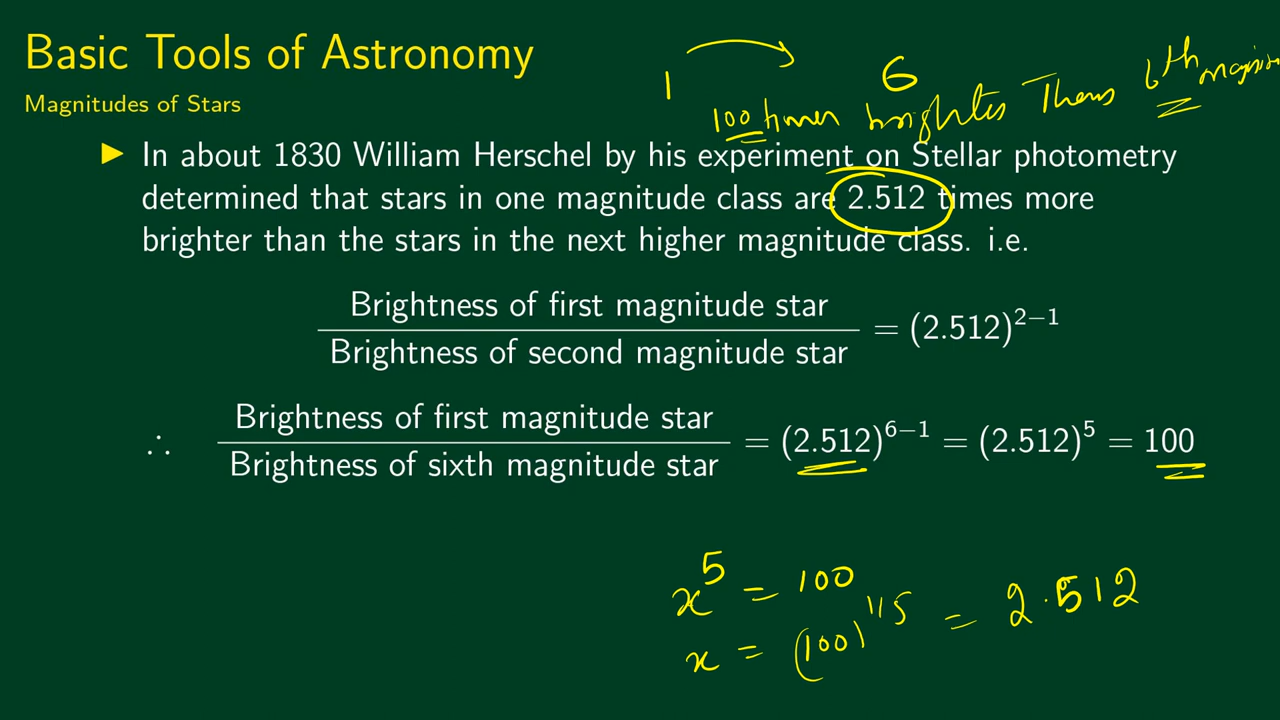 Basic Tools of Astronomy
Magnitudes of Stars
1 6
100 times brighter Then 6th
▶ In about 1830 William Herschel by his experiment on Stellar photometry
determined that stars in one magnitude class are 2.512 times more
brighter than the stars in the next higher magnitude class. i.e.
Brightness of first magnitude star
Brightness of second magnitude star
= (2.512)²⁻¹
∴
Brightness of first magnitude star
Brightness of sixth magnitude star
= (2.512)⁶⁻¹ = (2.512)⁵ = 100
x⁵ = 100
x = (100)^1/5 = 2.512